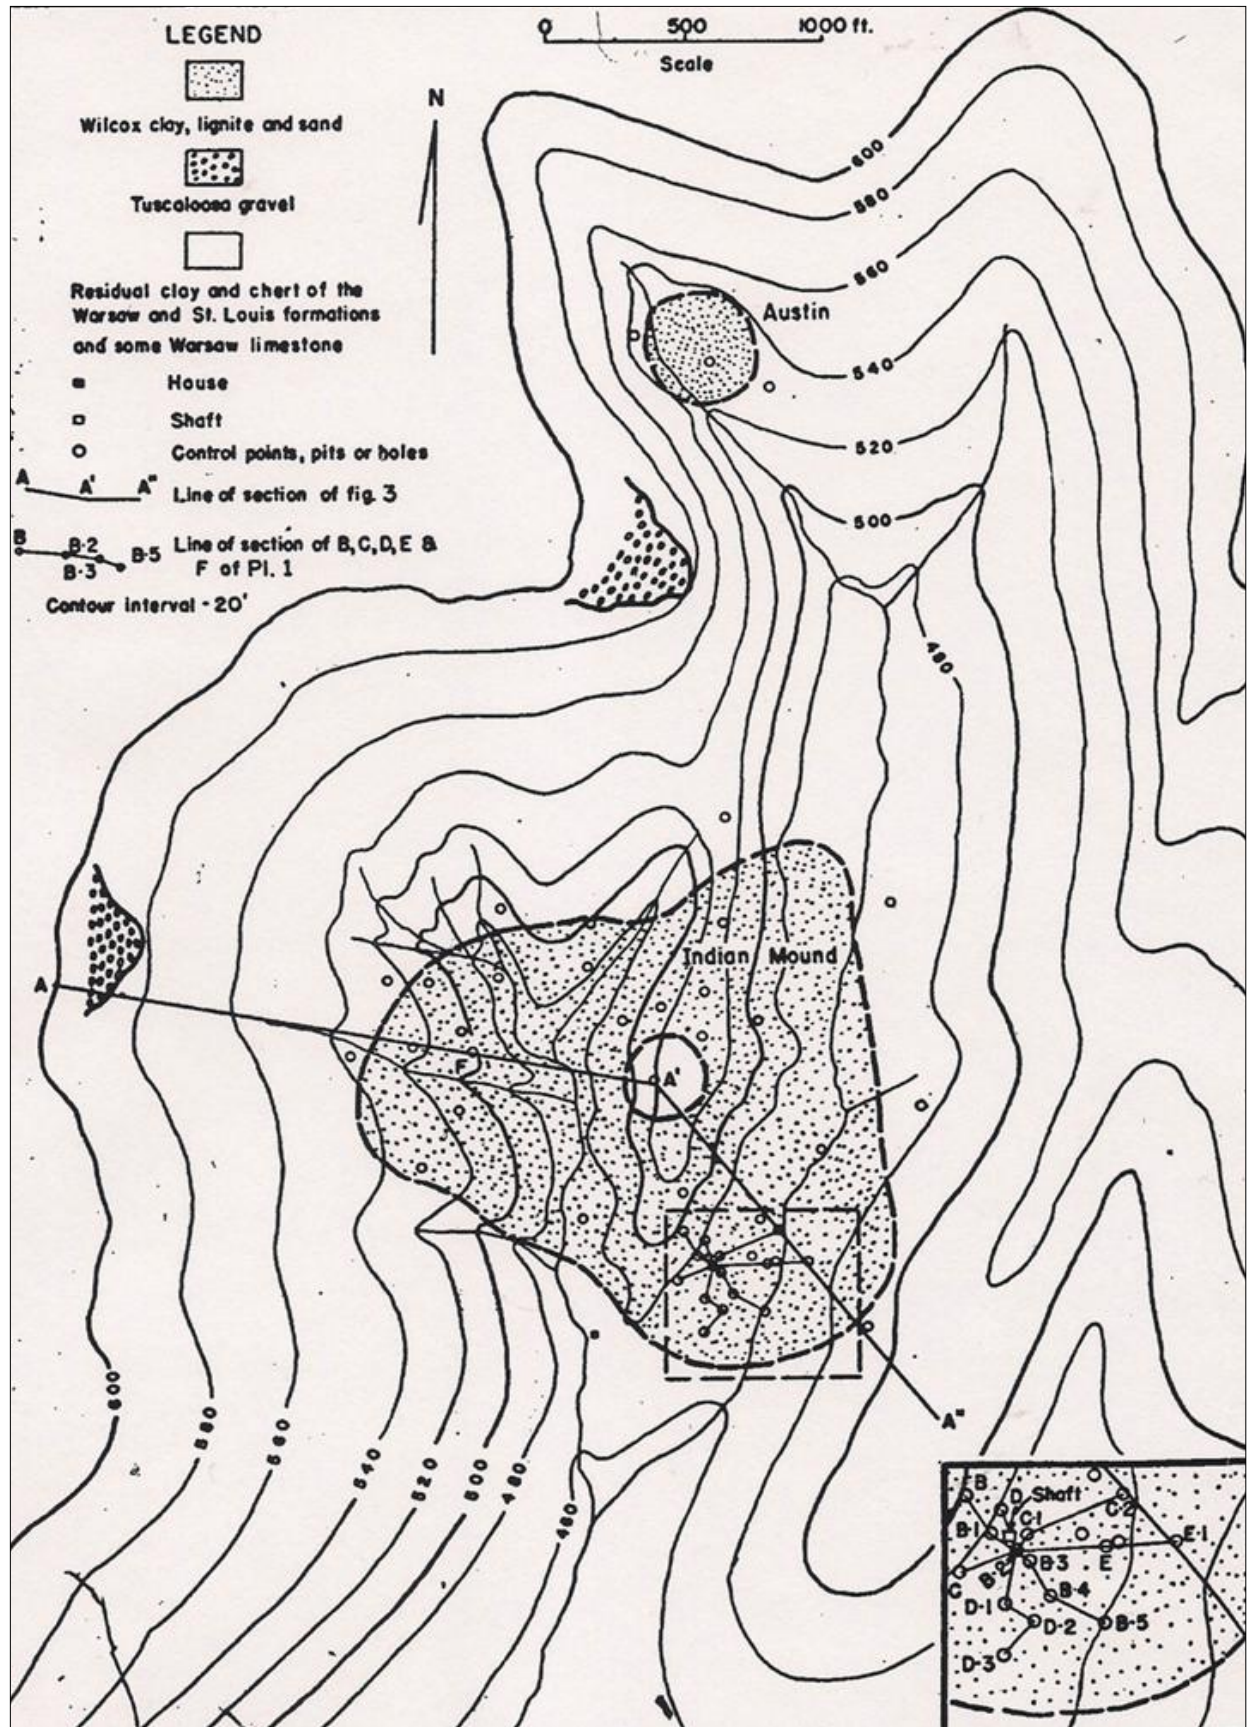 LEGEND
Wilcox clay, lignite and sand
Tuscaloosa gravel
Residual clay and chert of the
Warsaw and St. Louis formations
and some Warsaw limestone
House
Shaft
Control points, pits or holes
A A' A" Line of section of fig. 3
B B-2 B-3 B-5 Line of section of B,C,D,E &
F of Pl. 1
Contour interval - 20'
0 500 1000 ft.
Scale
N
600
580
560
Austin
540
520
500
480
Indian Mound
A
F
A'
A"
600
580
560
540
520
500
480
460
B
D
Shaft
C-1
C-2
B-1
E-1
E
B-2
B-3
C
B-4
D-1
D-2
B-5
D-3